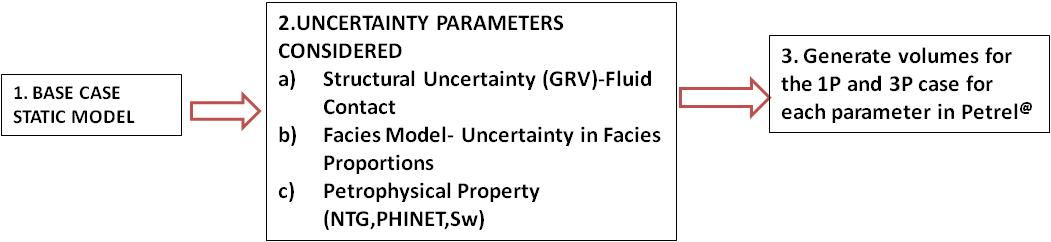 1. BASE CASE
STATIC MODEL
2.UNCERTAINTY PARAMETERS
CONSIDERED
a) Structural Uncertainty (GRV)-Fluid
Contact
b) Facies Model- Uncertainty in Facies
Proportions
c) Petrophysical Property
(NTG,PHINET,Sw)
3. Generate volumes for
the 1P and 3P case for
each parameter in Petrel@